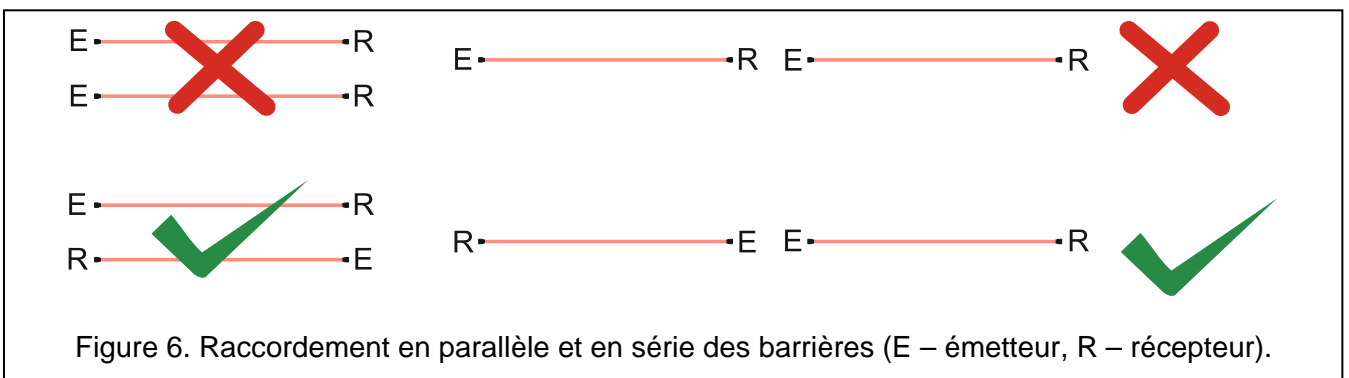 E R
E R
E R E R
E R
R E
R E E R
Figure 6. Raccordement en parallèle et en série des barrières (E – émetteur, R – récepteur).